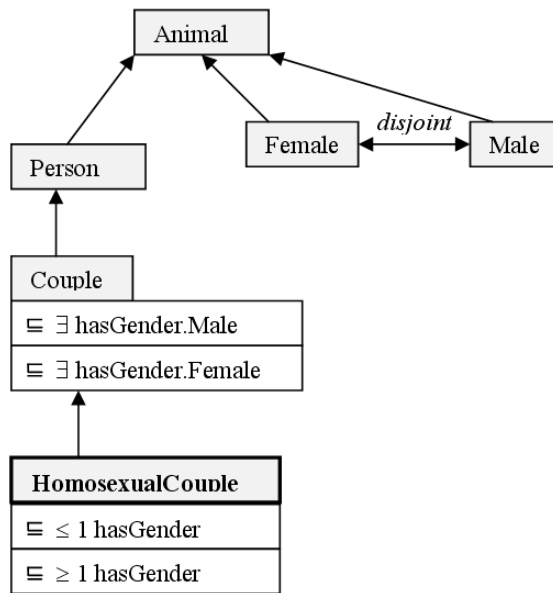 Animal
disjoint
Female
Male
Person
Couple
⊑ ∃ hasGender.Male
⊑ ∃ hasGender.Female
HomosexualCouple
⊑ ≤ 1 hasGender
⊑ ≥ 1 hasGender